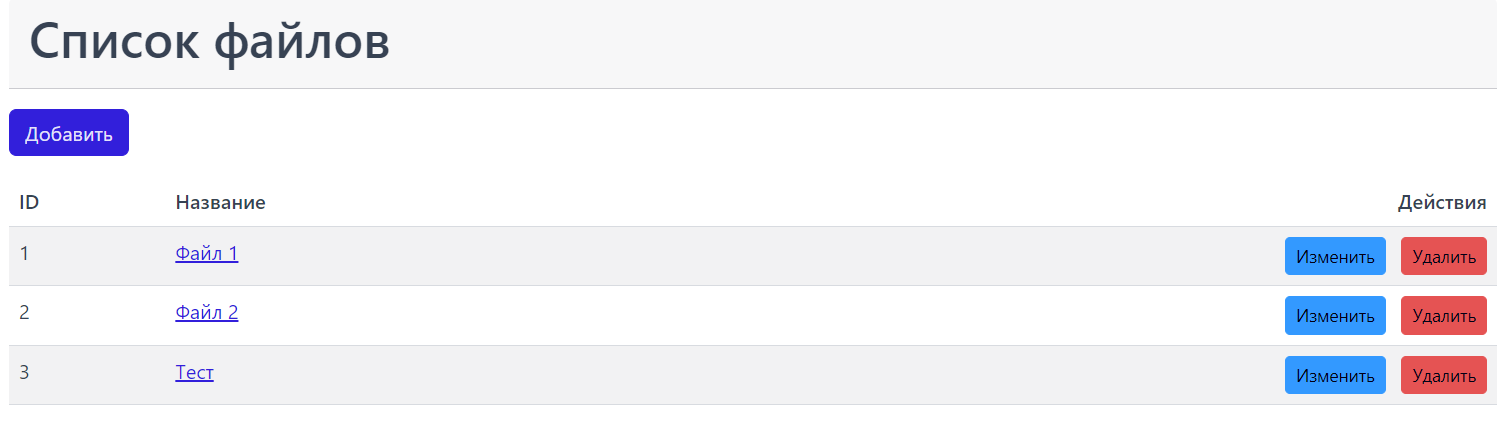 Список файлов
Добавить
ID Название Действия
1 Файл 1 Изменить Удалить
2 Файл 2 Изменить Удалить
3 Тест Изменить Удалить